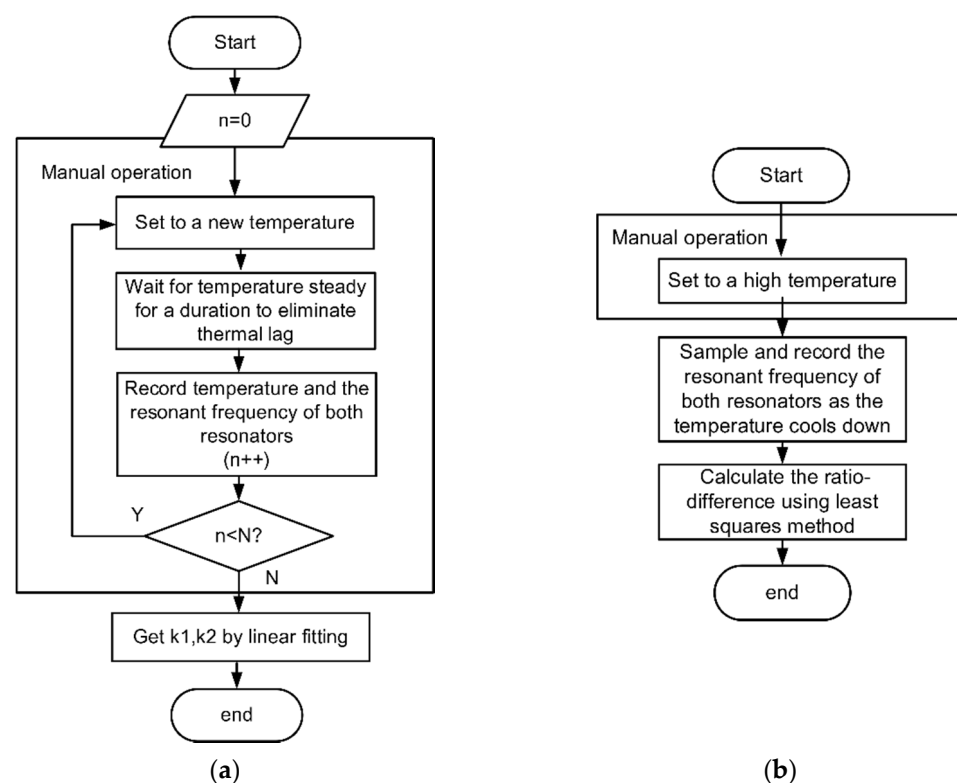 Start
n=0
Manual operation
Set to a new temperature
Wait for temperature steady
for a duration to eliminate
thermal lag
Record temperature and the
resonant frequency of both
resonators
(n++)
Y
n<N?
N
Get k1,k2 by linear fitting
end
(a)
Start
Manual operation
Set to a high temperature
Sample and record the
resonant frequency of
both resonators as the
temperature cools down
Calculate the ratio-
difference using least
squares method
end
(b)